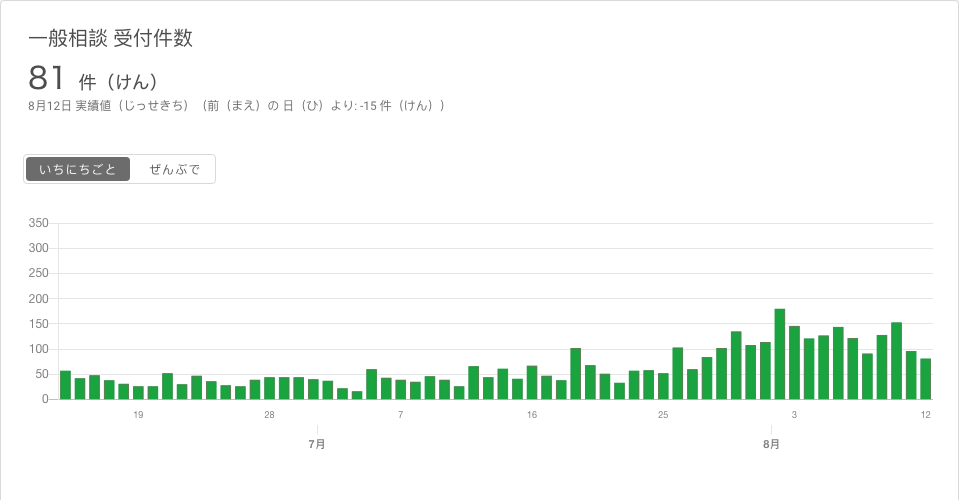 一般相談 受付件数
81 件（けん）
8月12日 実績値（じっせきち）（前（まえ）の 日（ひ）より: -15 件（けん））
いちにちごと ぜんぶで
350
300
250
200
150
100
50
0
19 28 7 16 25 3 12
7月 8月